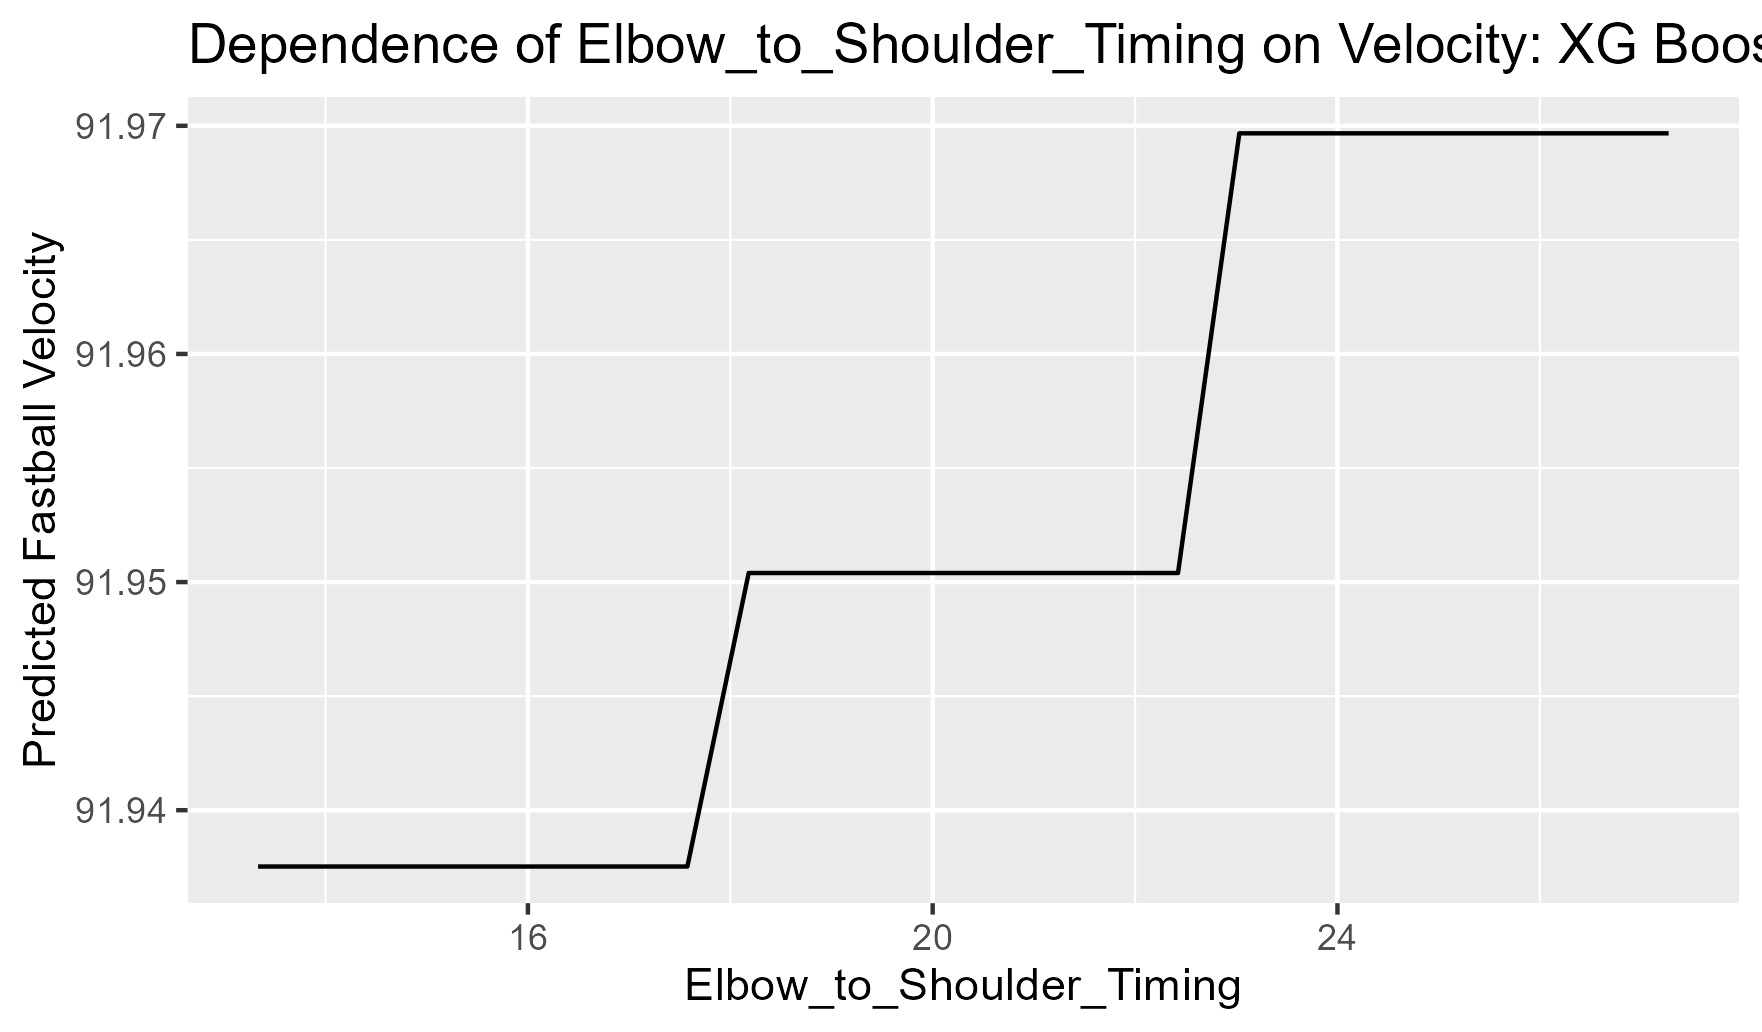 Dependence of Elbow_to_Shoulder_Timing on Velocity: XG Boos
91.97
91.96
91.95
91.94
Predicted Fastball Velocity
16 20 24
Elbow_to_Shoulder_Timing